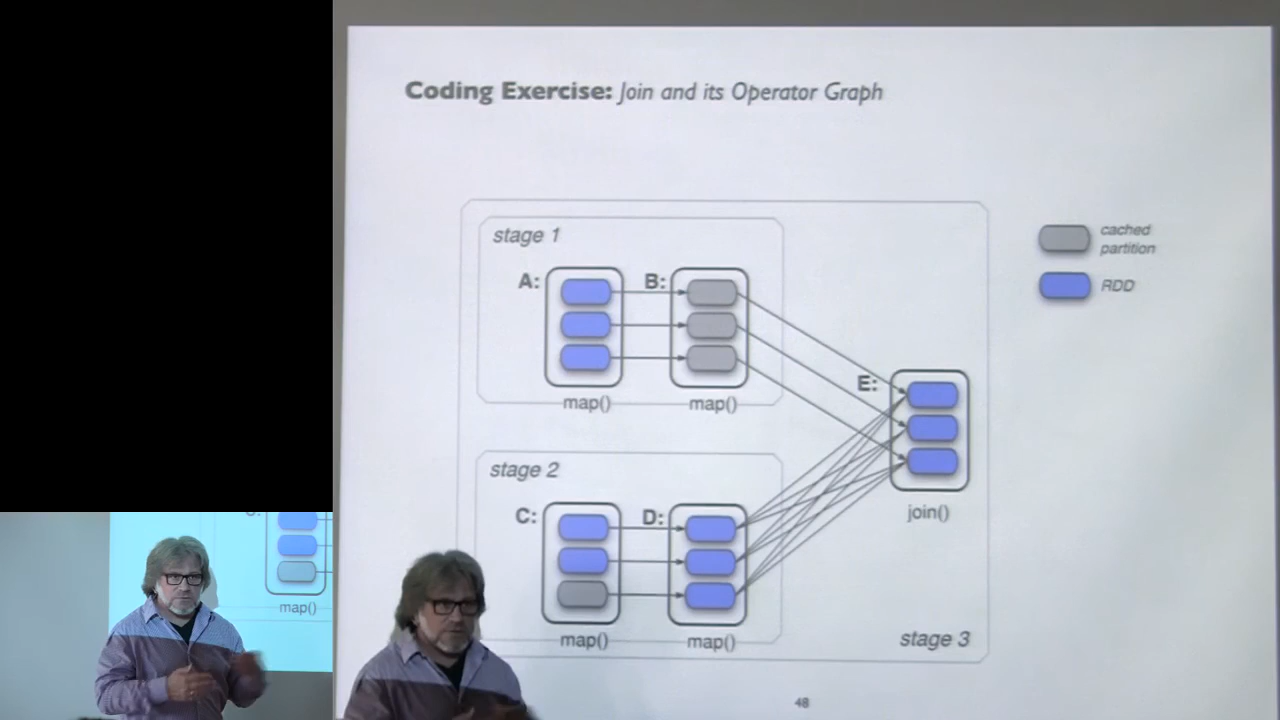 Coding Exercise: Join and its Operator Graph
stage 1
A:
B:
map()
map()
cached
partition
RDD
E:
join()
stage 2
C:
D:
map()
map()
stage 3
48
map()